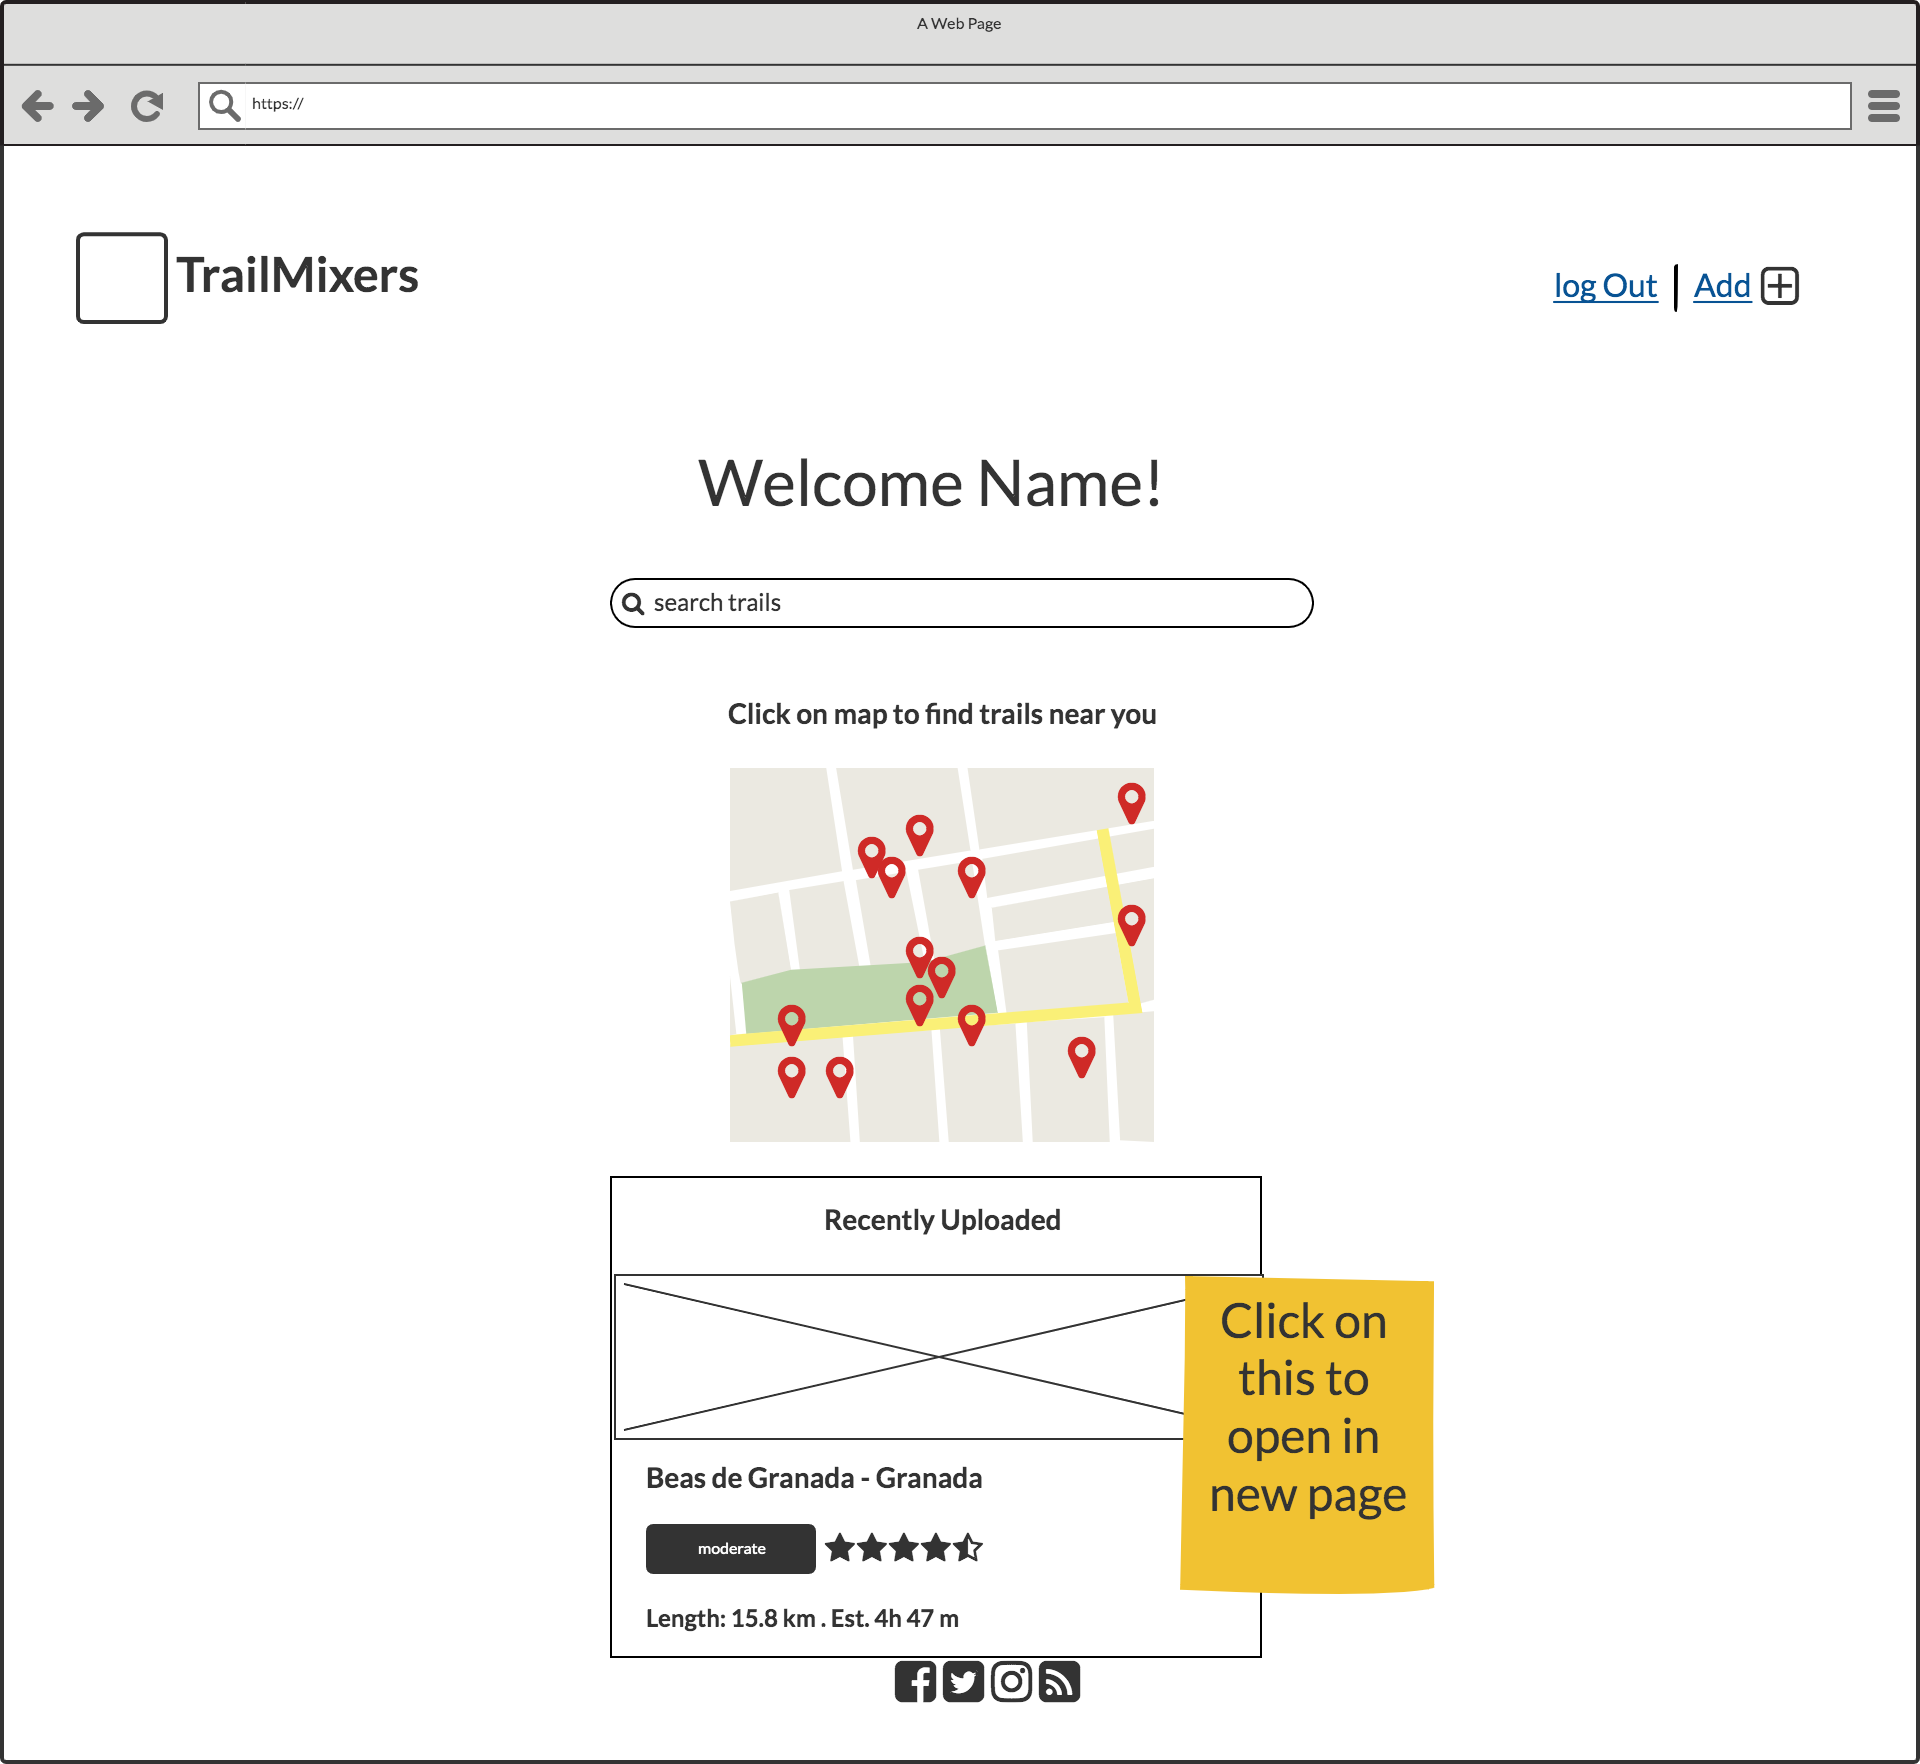 A Web Page
https://
TrailMixers
log Out
Add
Welcome Name!
search trails
Click on map to find trails near you
Recently Uploaded
Click on
this to
open in
new page
Beas de Granada - Granada
moderate
Length: 15.8 km . Est. 4h 47 m